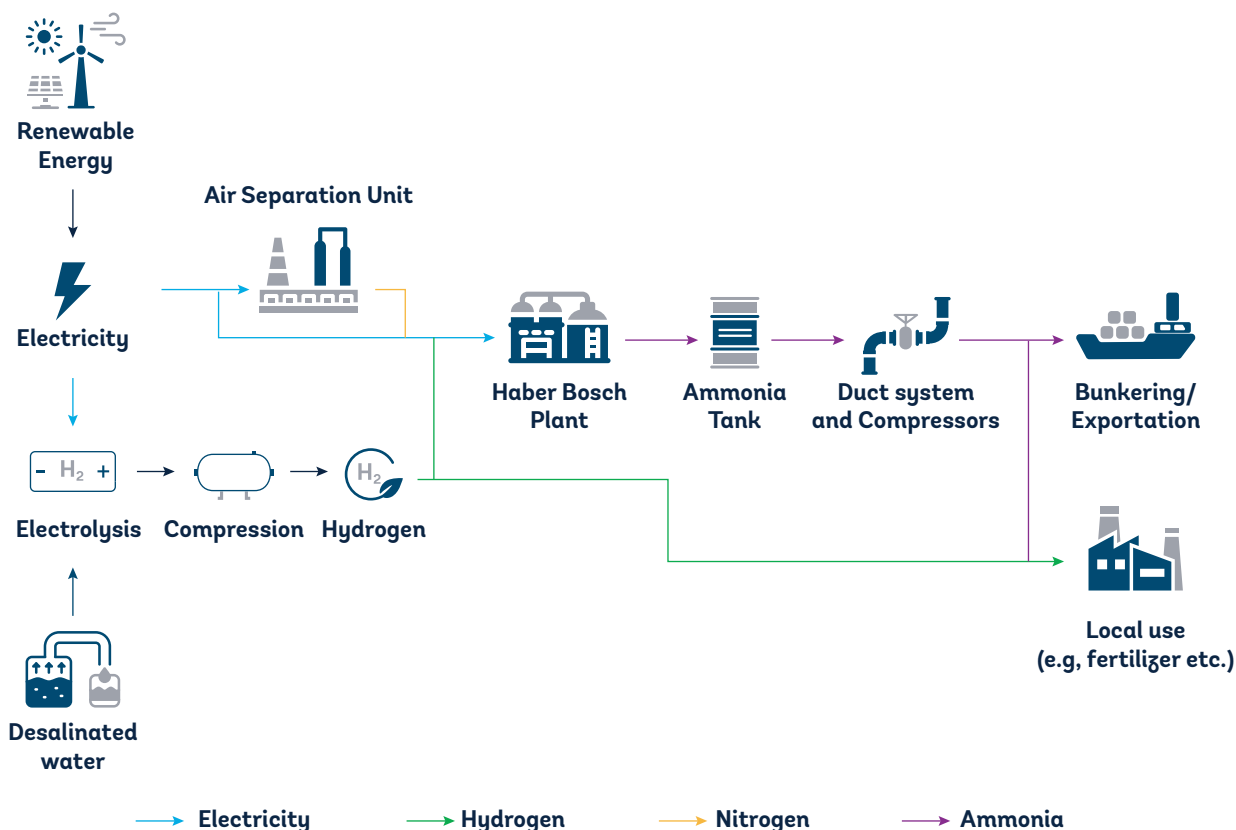 Renewable
Energy
Air Separation Unit
Electricity
Haber Bosch
Plant
Ammonia
Tank
Duct system
and Compressors
Bunkering/
Exportation
- H₂ +
H₂
Electrolysis
Compression
Hydrogen
Local use
(e.g, fertilizer etc.)
Desalinated
water
Electricity
Hydrogen
Nitrogen
Ammonia